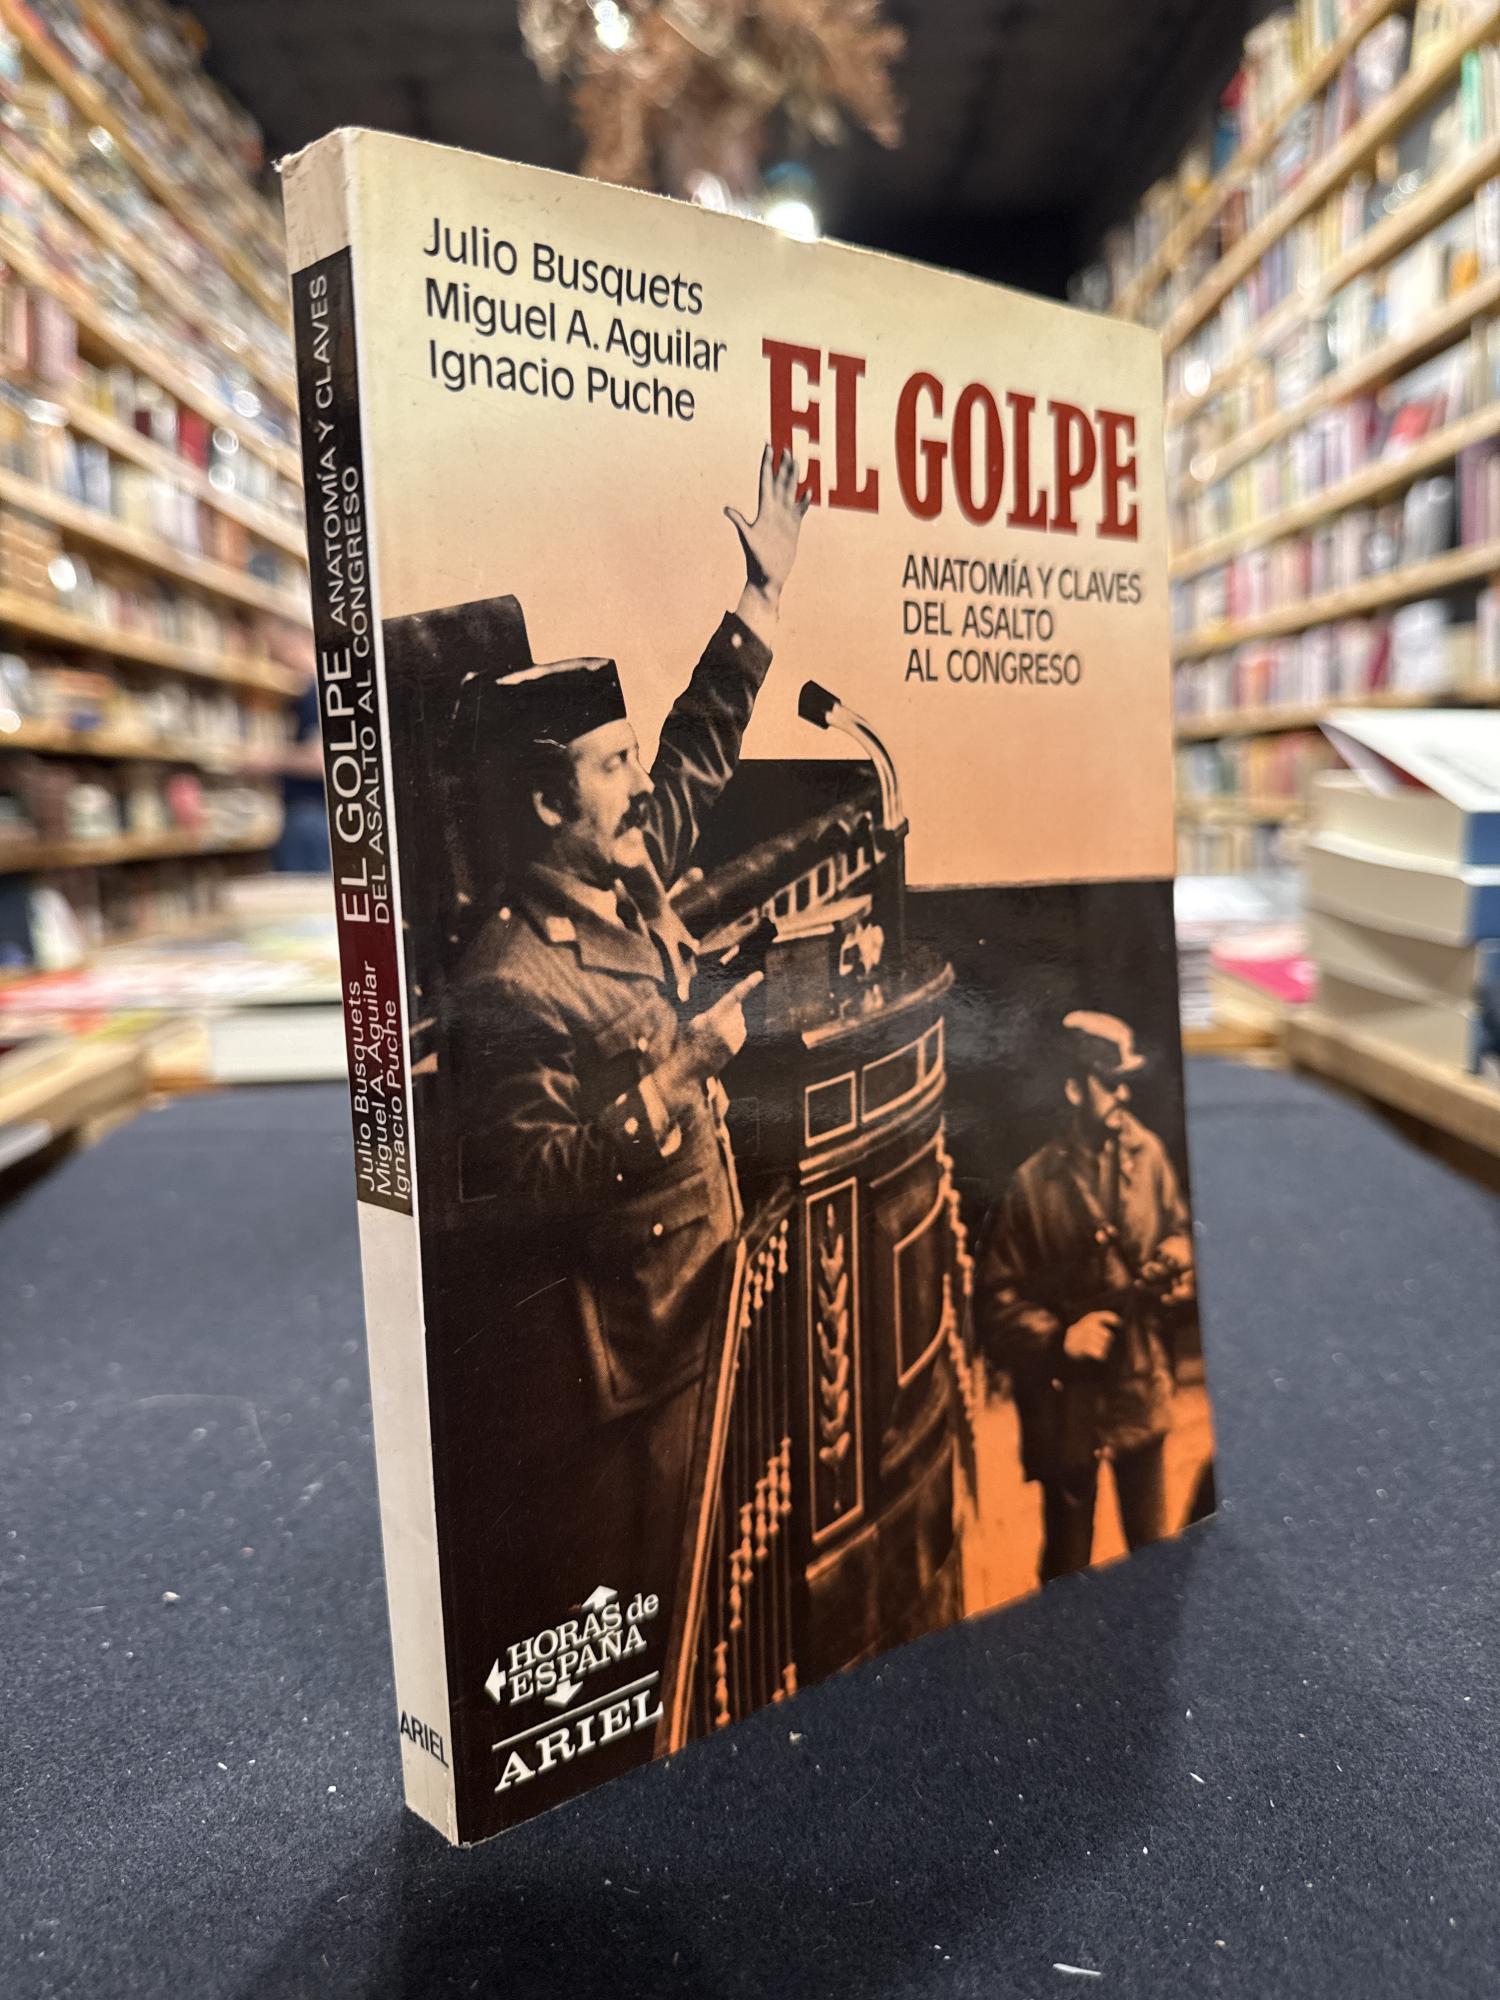 Julio Busquets
Miguel A. Aguilar
Ignacio Puche
EL GOLPE
ANATOMÍA Y CLAVES
DEL ASALTO
AL CONGRESO
HORAS de
ESPAÑA
ARIEL
EL GOLPE ANATOMÍA Y CLAVES
DEL ASALTO AL CONGRESO
Julio Busquets
Miguel A. Aguilar
Ignacio Puche
ARIEL